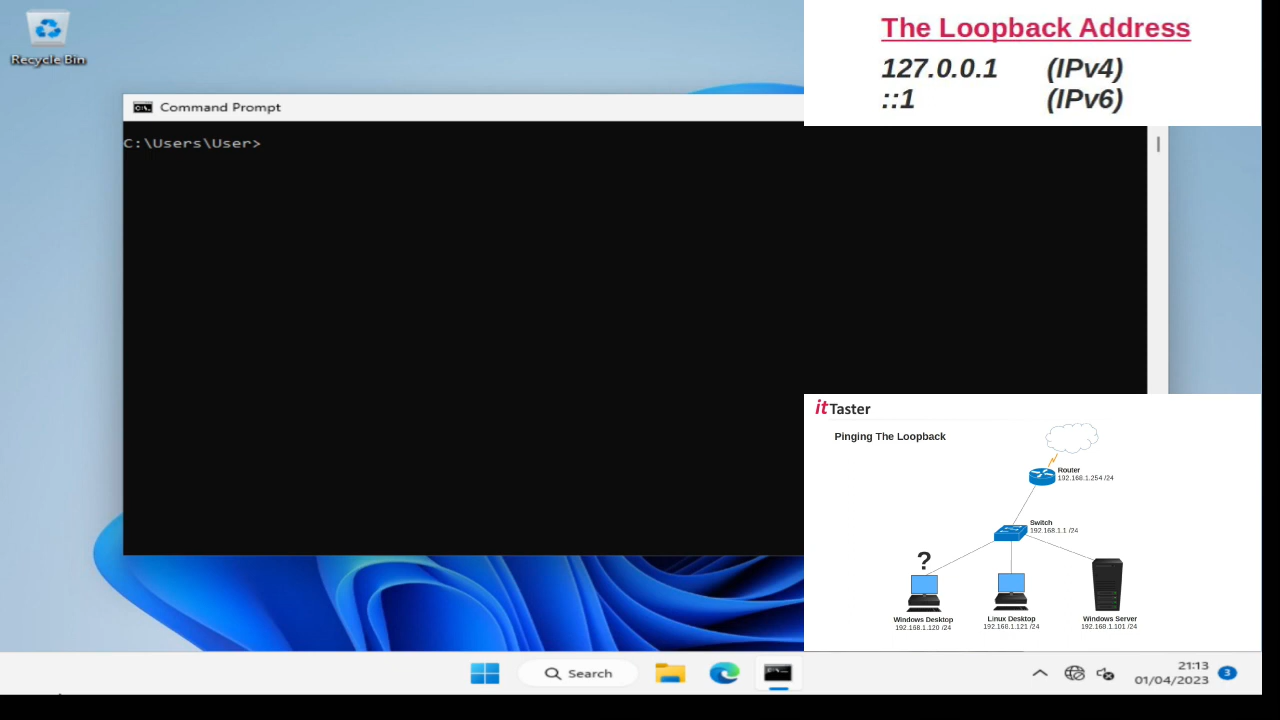 Recycle Bin
Command Prompt
C:\Users\User>
The Loopback Address
127.0.0.1 (IPv4)
::1 (IPv6)
itTaster
Pinging The Loopback
Router
192.168.1.254 /24
Switch
192.168.1.1 /24
?
Windows Desktop
192.168.1.120 /24
Linux Desktop
192.168.1.121 /24
Windows Server
192.168.1.101 /24
Search
21:13
01/04/2023
3